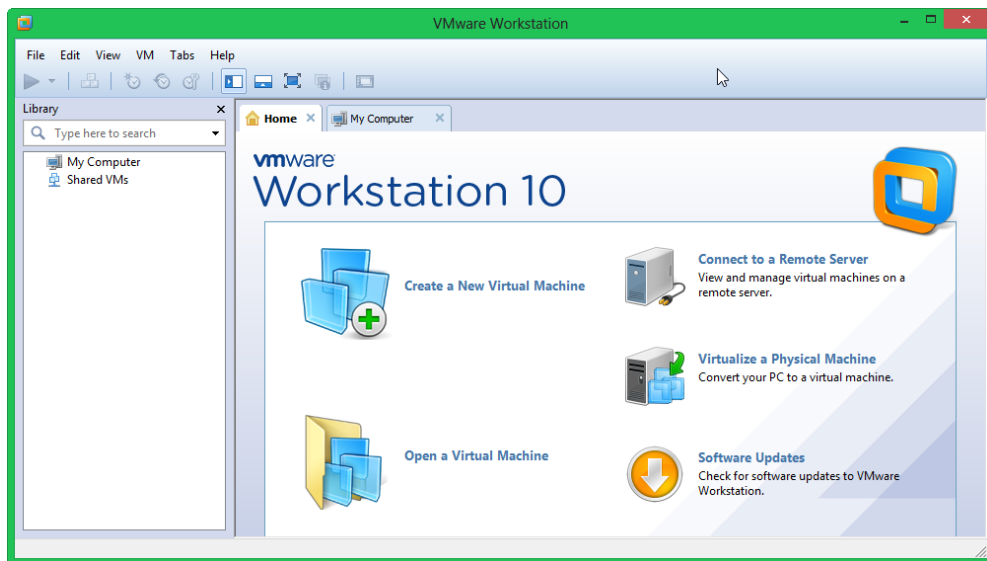 VMware Workstation
File Edit View VM Tabs Help
Library
Type here to search
My Computer
Shared VMs
Home
My Computer
vmware
Workstation 10
Create a New Virtual Machine
Open a Virtual Machine
Connect to a Remote Server
View and manage virtual machines on a
remote server.
Virtualize a Physical Machine
Convert your PC to a virtual machine.
Software Updates
Check for software updates to VMware
Workstation.